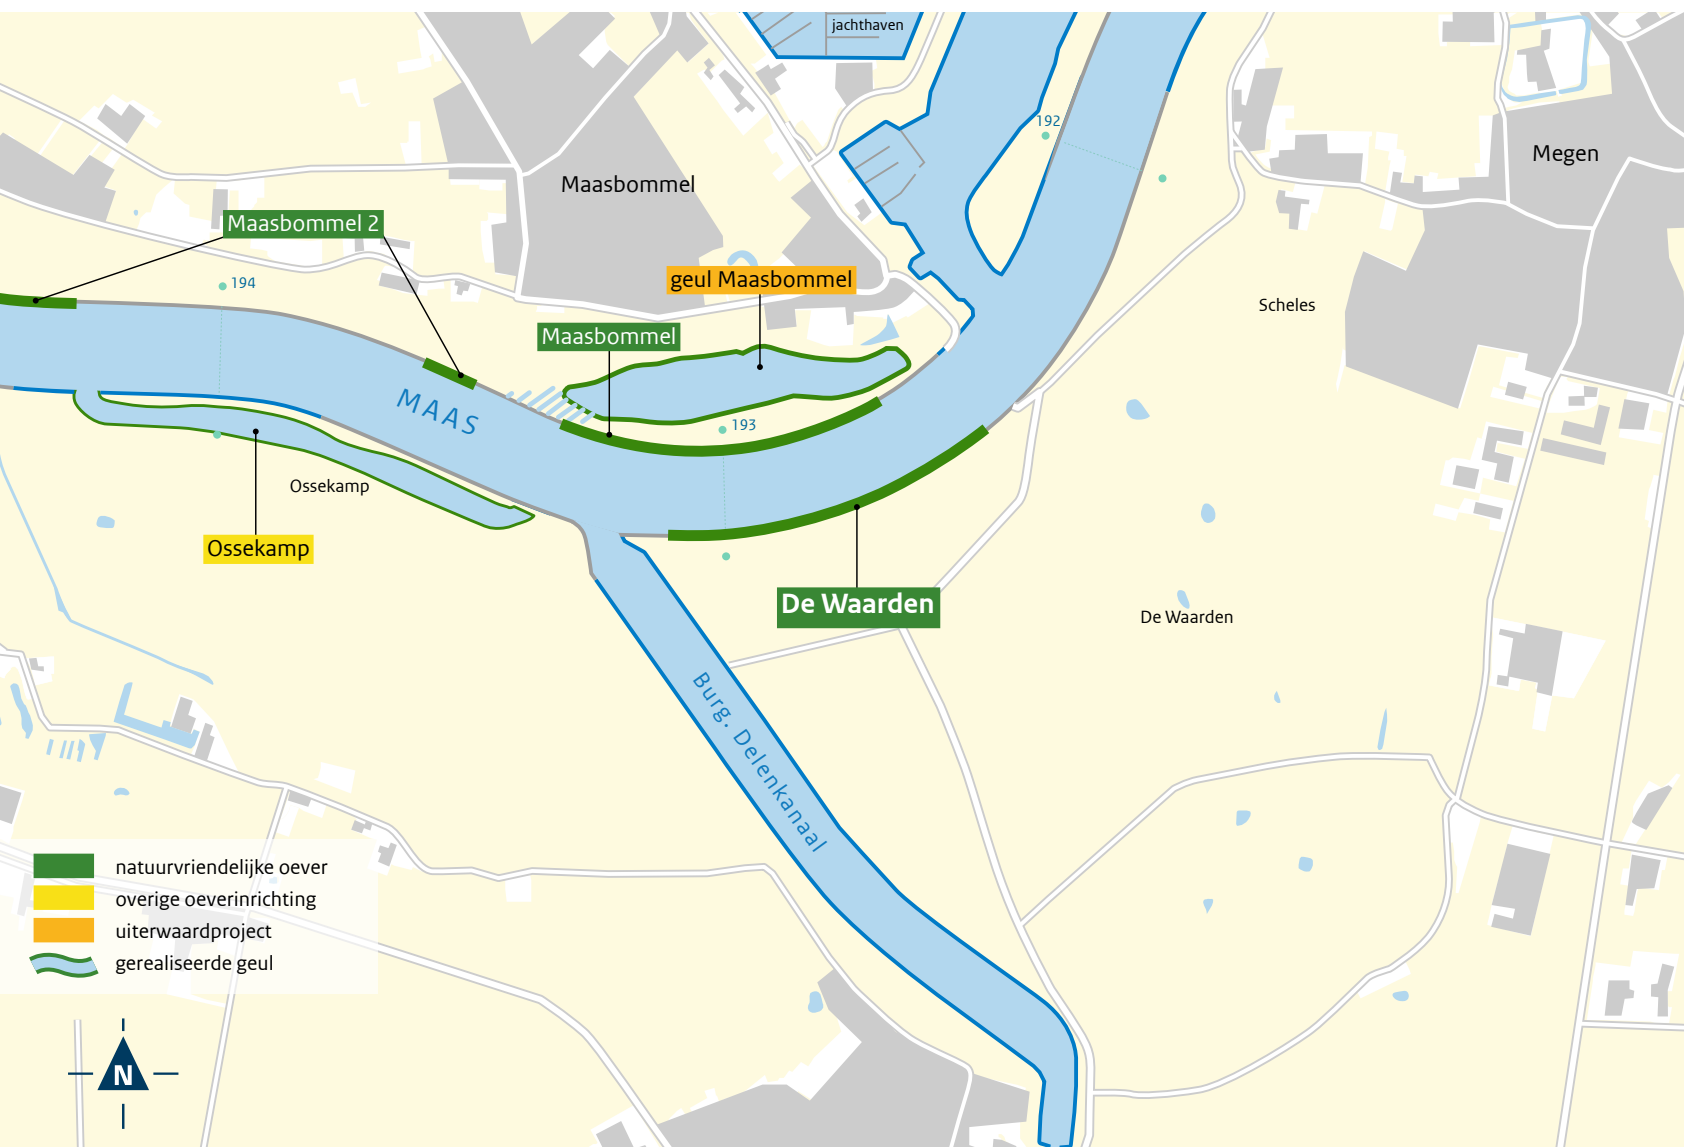 jachthaven
192
Megen
Maasbommel
Maasbommel 2
194
geul Maasbommel
Scheles
Maasbommel
MAAS
193
Ossekamp
Ossekamp
De Waarden
De Waarden
Burg. Delenkanaal
natuurvriendelijke oever
overige oeverinrichting
uiterwaardproject
gerealiseerde geul
N